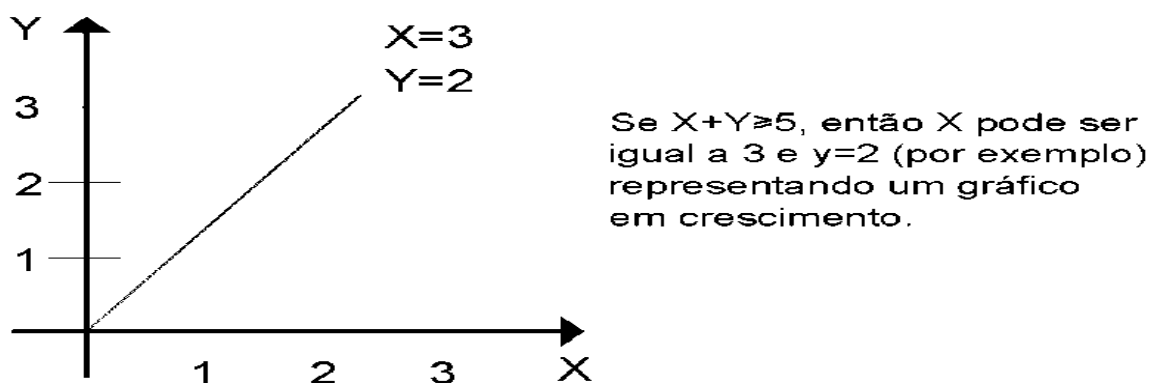 Y
X=3
Y=2
3
2
1
1 2 3 X
Se X+Y≥5, então X pode ser
igual a 3 e y=2 (por exemplo)
representando um gráfico
em crescimento.